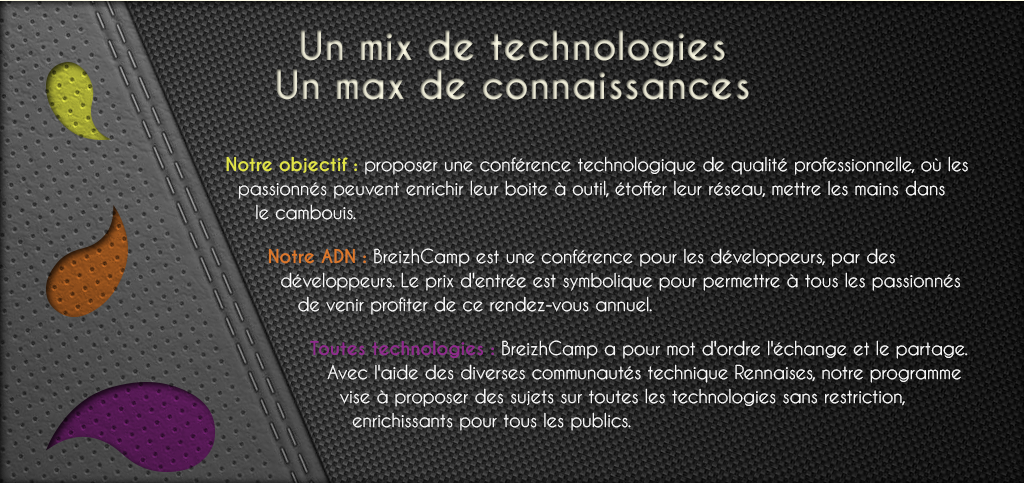 Un mix de technologies
Un max de connaissances
Notre objectif : proposer une conférence technologique de qualité professionnelle, où les
passionnés peuvent enrichir leur boite à outil, étoffer leur réseau, mettre les mains dans
le cambouis.
Notre ADN : BreizhCamp est une conférence pour les développeurs, par des
développeurs. Le prix d'entrée est symbolique pour permettre à tous les passionnés
de venir profiter de ce rendez-vous annuel.
Toutes technologies : BreizhCamp a pour mot d'ordre l'échange et le partage.
Avec l'aide des diverses communautés technique Rennaises, notre programme
vise à proposer des sujets sur toutes les technologies sans restriction,
enrichissants pour tous les publics.